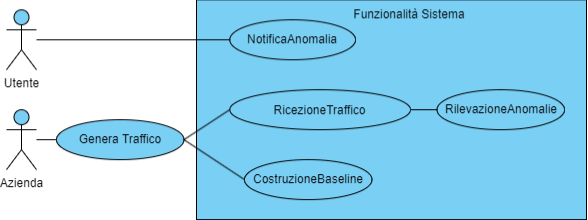 Funzionalità Sistema
NotificaAnomalia
Utente
RicezioneTraffico
RilevazioneAnomalie
Genera Traffico
Azienda
CostruzioneBaseline